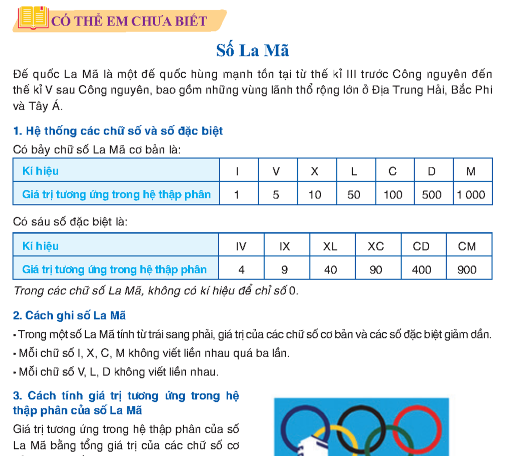 CÓ THỂ EM CHƯA BIẾT
Số La Mã
Đế quốc La Mã là một đế quốc hùng mạnh tồn tại từ thế kỉ III trước Công nguyên đến
thế kỉ V sau Công nguyên, bao gồm những vùng lãnh thổ rộng lớn ở Địa Trung Hải, Bắc Phi
và Tây Á.
1. Hệ thống các chữ số và số đặc biệt
Có bảy chữ số La Mã cơ bản là:
Kí hiệu I V X L C D M
Giá trị tương ứng trong hệ thập phân 1 5 10 50 100 500 1 000
Có sáu số đặc biệt là:
Kí hiệu IV IX XL XC CD CM
Giá trị tương ứng trong hệ thập phân 4 9 40 90 400 900
Trong các chữ số La Mã, không có kí hiệu để chỉ số 0.
2. Cách ghi số La Mã
• Trong một số La Mã tính từ trái sang phải, giá trị của các chữ số cơ bản và các số đặc biệt giảm dần.
• Mỗi chữ số I, X, C, M không viết liền nhau quá ba lần.
• Mỗi chữ số V, L, D không viết liền nhau.
3. Cách tính giá trị tương ứng trong hệ
thập phân của số La Mã
Giá trị tương ứng trong hệ thập phân của số
La Mã bằng tổng giá trị của các chữ số cơ